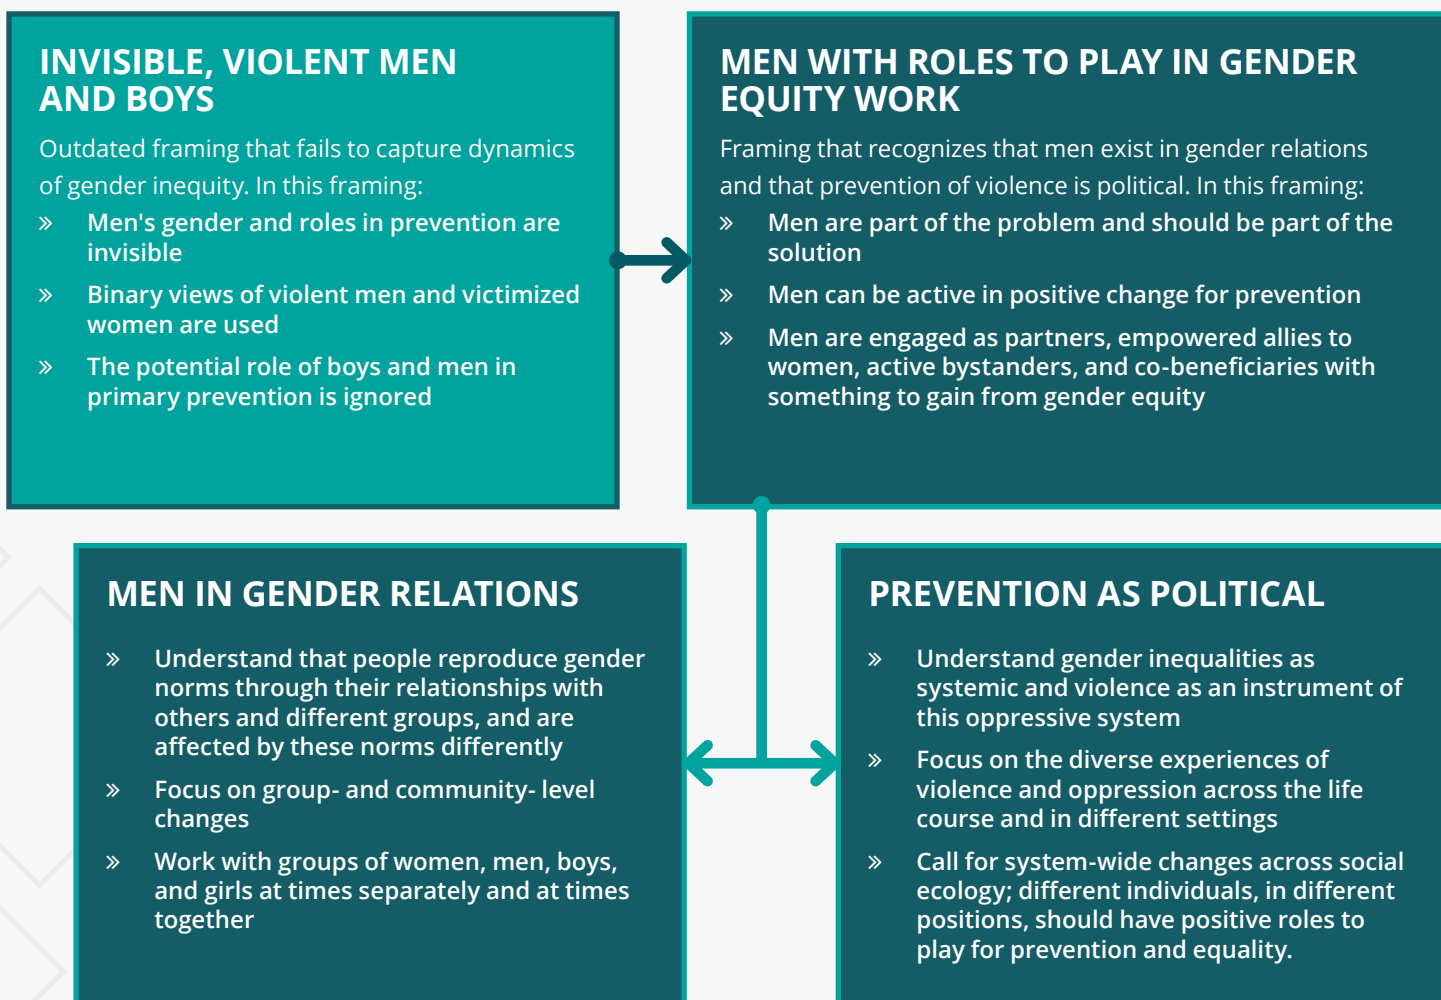 INVISIBLE, VIOLENT MEN
AND BOYS
Outdated framing that fails to capture dynamics
of gender inequity. In this framing:
» Men's gender and roles in prevention are
invisible
» Binary views of violent men and victimized
women are used
» The potential role of boys and men in
primary prevention is ignored
MEN WITH ROLES TO PLAY IN GENDER
EQUITY WORK
Framing that recognizes that men exist in gender relations
and that prevention of violence is political. In this framing:
» Men are part of the problem and should be part of the
solution
» Men can be active in positive change for prevention
» Men are engaged as partners, empowered allies to
women, active bystanders, and co-beneficiaries with
something to gain from gender equity
MEN IN GENDER RELATIONS
» Understand that people reproduce gender
norms through their relationships with
others and different groups, and are
affected by these norms differently
» Focus on group- and community- level
changes
» Work with groups of women, men, boys,
and girls at times separately and at times
together
PREVENTION AS POLITICAL
» Understand gender inequalities as
systemic and violence as an instrument of
this oppressive system
» Focus on the diverse experiences of
violence and oppression across the life
course and in different settings
» Call for system-wide changes across social
ecology; different individuals, in different
positions, should have positive roles to
play for prevention and equality.